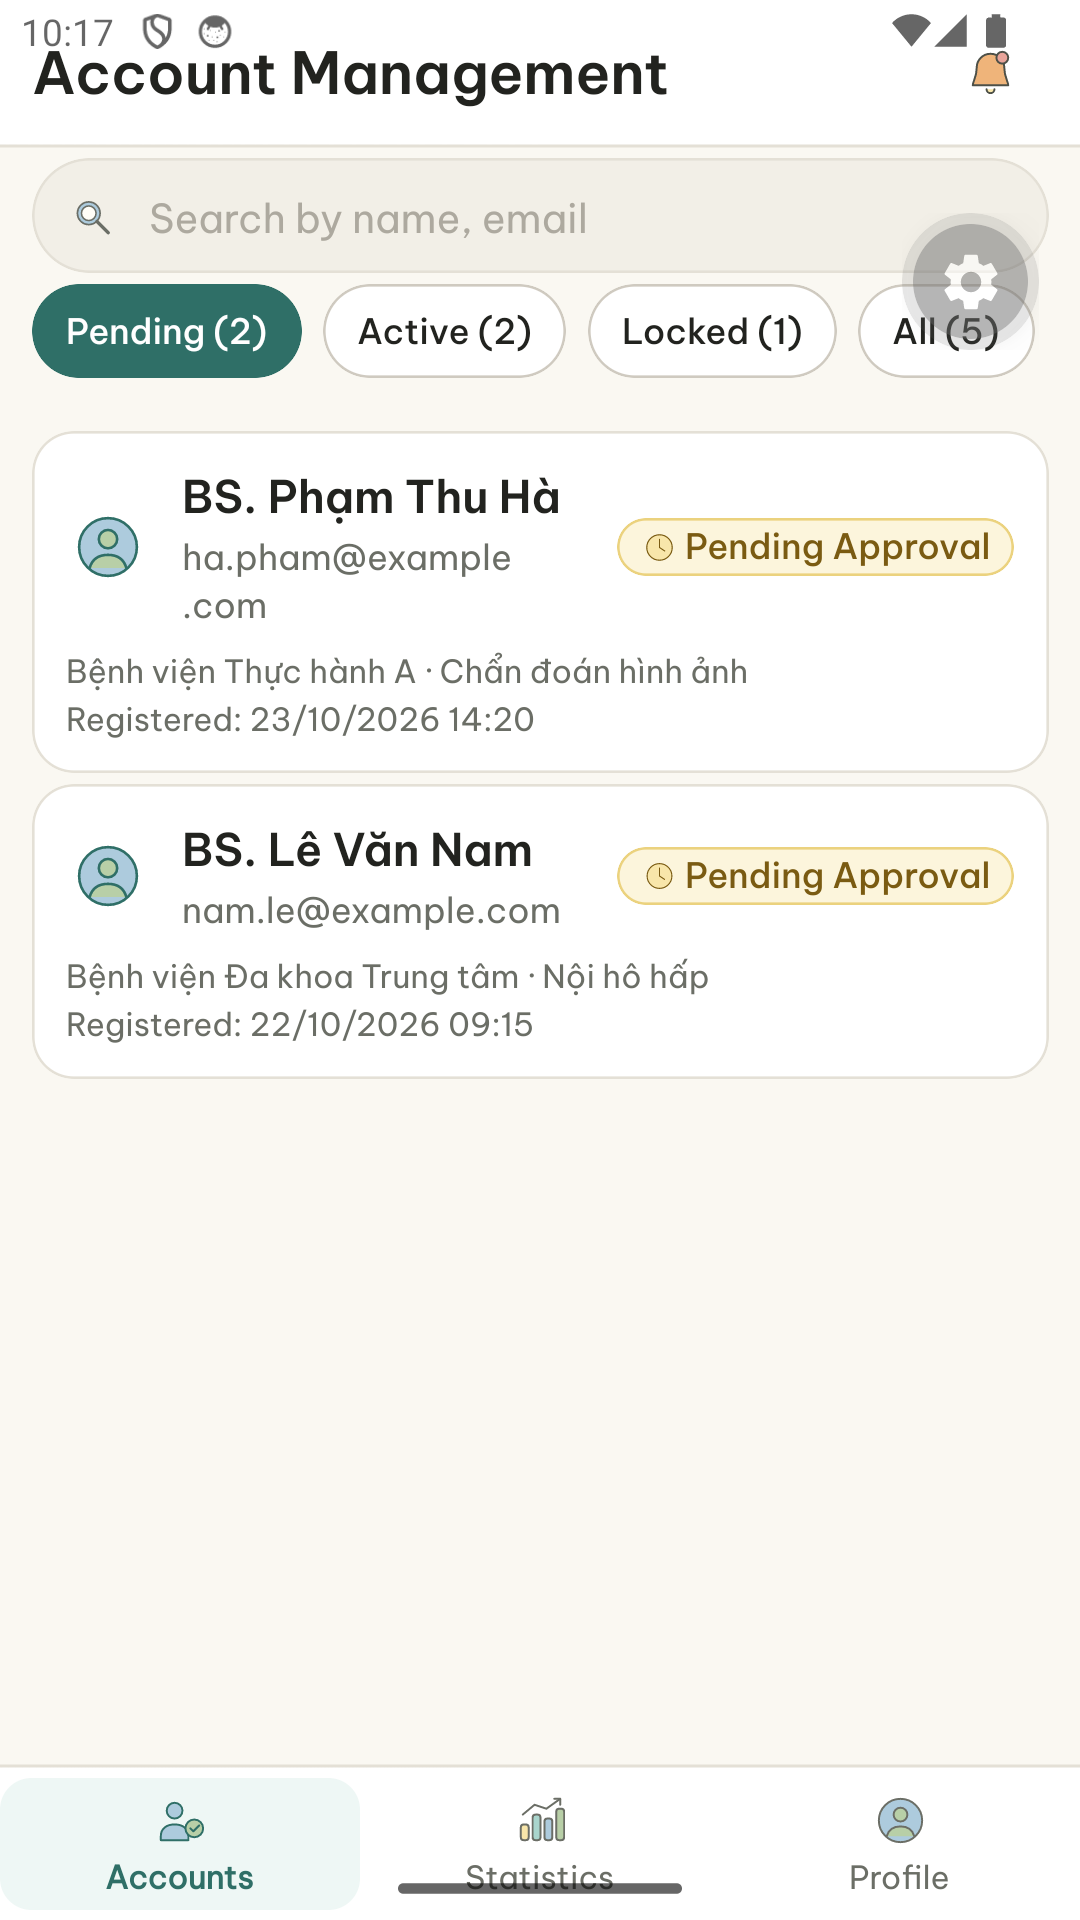 10:17
Account Management
Search by name, email
Pending (2)
Active (2)
Locked (1)
All (5)
BS. Phạm Thu Hà
ha.pham@example
.com
Pending Approval
Bệnh viện Thực hành A · Chẩn đoán hình ảnh
Registered: 23/10/2026 14:20
BS. Lê Văn Nam
nam.le@example.com
Pending Approval
Bệnh viện Đa khoa Trung tâm · Nội hô hấp
Registered: 22/10/2026 09:15
Accounts
Statistics
Profile